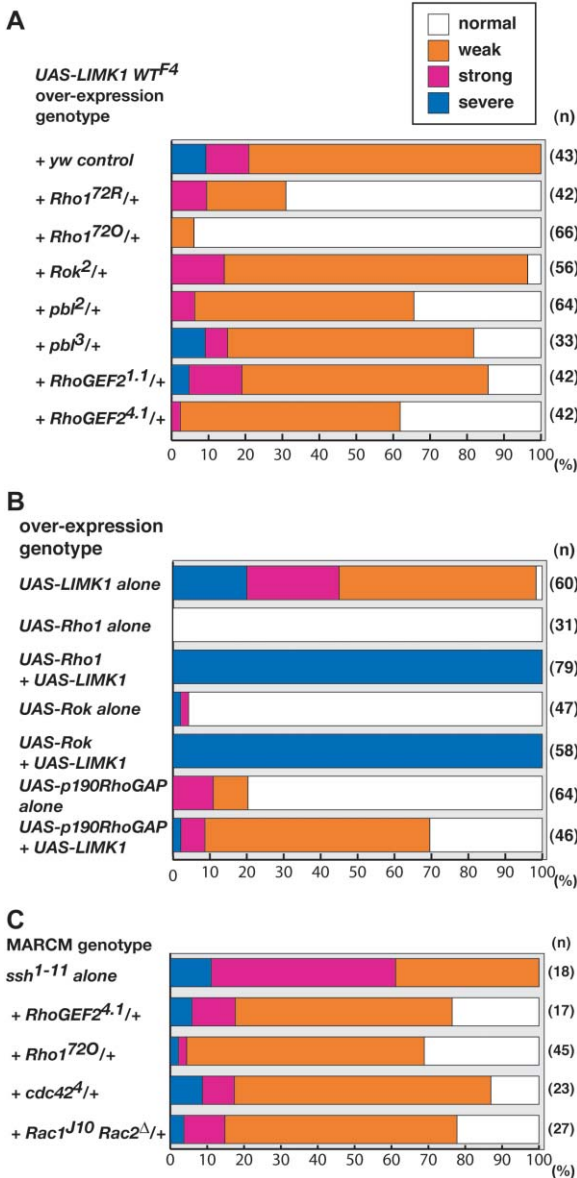 A
normal
weak
strong
severe
UAS-LIMK1 WTF4
over-expression
genotype
(n)
+ yw control (43)
+ Rho172R/+ (42)
+ Rho172O/+ (66)
+ Rok2/+ (56)
+ pbl2/+ (64)
+ pbl3/+ (33)
+ RhoGEF21.1/+ (42)
+ RhoGEF24.1/+ (42)
0 10 20 30 40 50 60 70 80 90 100
(%)
B
over-expression
genotype
(n)
UAS-LIMK1 alone (60)
UAS-Rho1 alone (31)
UAS-Rho1
+ UAS-LIMK1 (79)
UAS-Rok alone (47)
UAS-Rok
+ UAS-LIMK1 (58)
UAS-p190RhoGAP
alone (64)
UAS-p190RhoGAP
+ UAS-LIMK1 (46)
0 10 20 30 40 50 60 70 80 90 100
(%)
C
MARCM genotype
(n)
ssh1-11 alone (18)
+ RhoGEF24.1/+ (17)
+ Rho172O/+ (45)
+ cdc424/+ (23)
+ Rac1J10 Rac2Δ/+ (27)
0 10 20 30 40 50 60 70 80 90 100
(%)